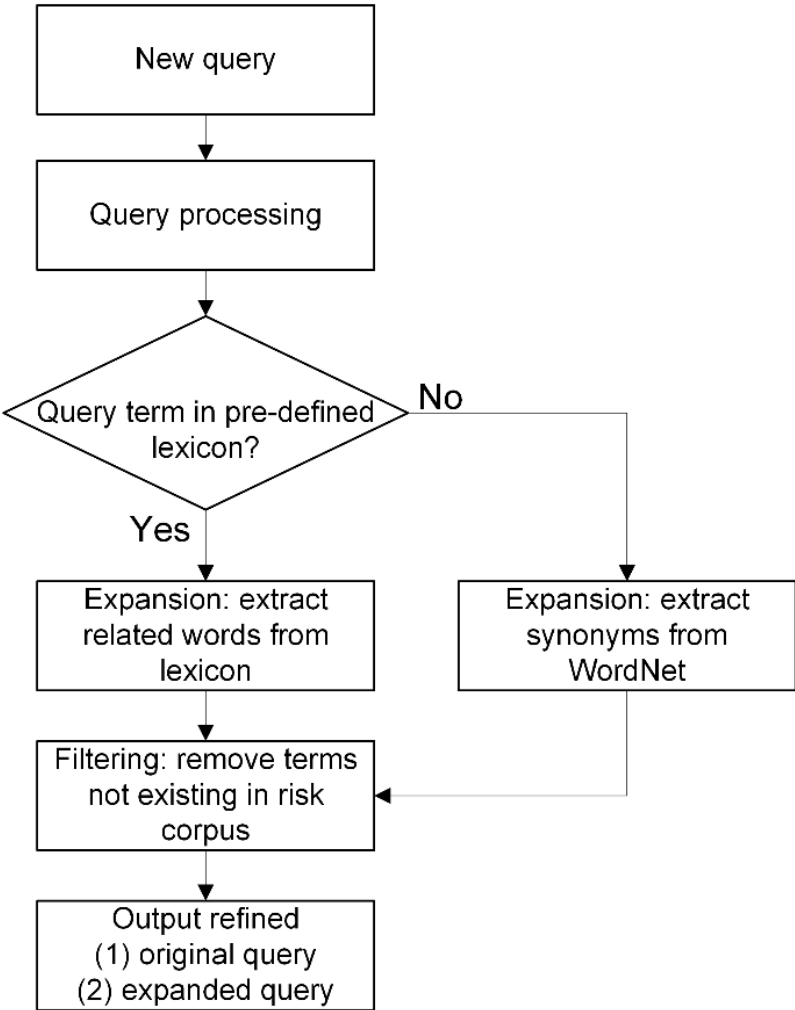 New query
Query processing
Query term in pre-defined
lexicon?
No
Yes
Expansion: extract
related words from
lexicon
Expansion: extract
synonyms from
WordNet
Filtering: remove terms
not existing in risk
corpus
Output refined
(1) original query
(2) expanded query